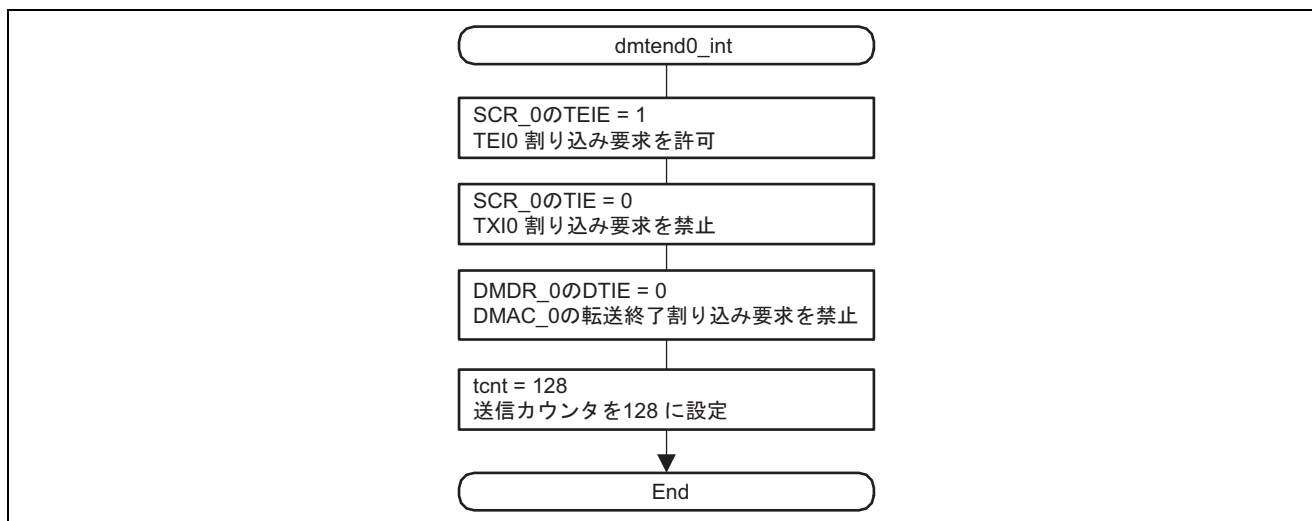 dmtend0_int
SCR_0のTEIE = 1
TEI0 割り込み要求を許可
SCR_0のTIE = 0
TXI0 割り込み要求を禁止
DMDR_0のDTIE = 0
DMAC_0の転送終了割り込み要求を禁止
tcnt = 128
送信カウンタを128 に設定
End